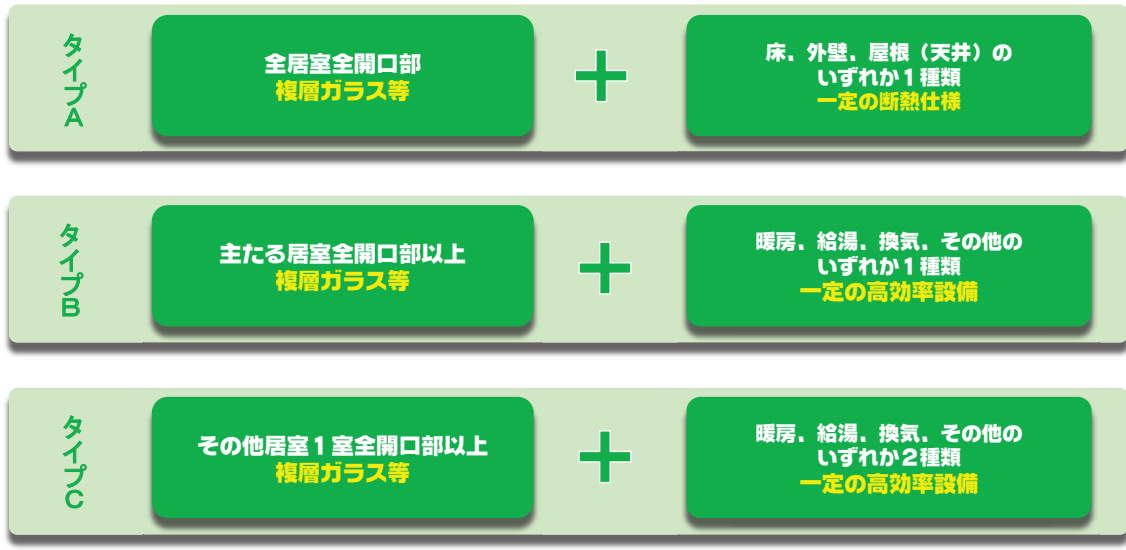 タイプA
全居室全開口部
複層ガラス等
＋
床、外壁、屋根（天井）の
いずれか１種類
一定の断熱仕様
タイプB
主たる居室全開口部以上
複層ガラス等
＋
暖房、給湯、換気、その他の
いずれか１種類
一定の高効率設備
タイプC
その他居室１室全開口部以上
複層ガラス等
＋
暖房、給湯、換気、その他の
いずれか２種類
一定の高効率設備